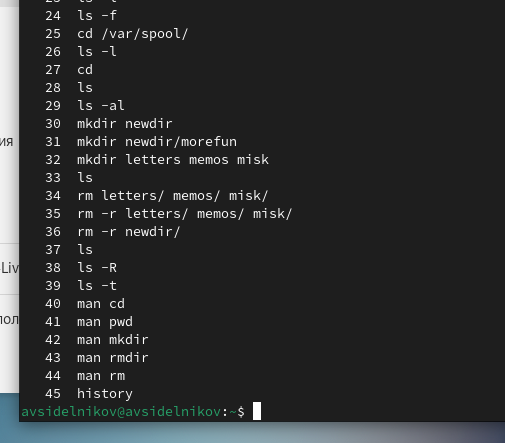 24 ls -f
25 cd /var/spool/
26 ls -l
27 cd
28 ls
29 ls -al
30 mkdir newdir
31 mkdir newdir/morefun
32 mkdir letters memos misk
33 ls
34 rm letters/ memos/ misk/
35 rm -r letters/ memos/ misk/
36 rm -r newdir/
37 ls
38 ls -R
39 ls -t
40 man cd
41 man pwd
42 man mkdir
43 man rmdir
44 man rm
45 history
avsidelnikov@avsidelnikov:~$
ия
Liv
пол